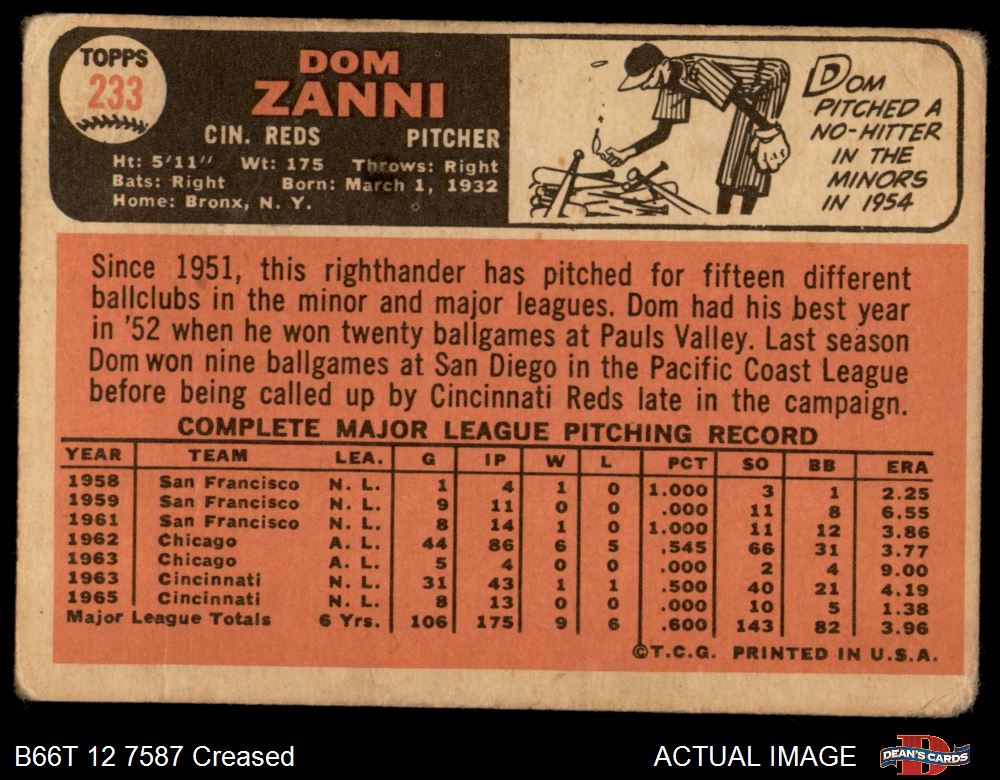 TOPPS
233
DOM
ZANNI
CIN. REDS PITCHER
Ht: 5'11" Wt: 175 Throws: Right
Bats: Right Born: March 1, 1932
Home: Bronx, N. Y.
DOM
PITCHED A
NO-HITTER
IN THE
MINORS
IN 1954
Since 1951, this righthander has pitched for fifteen different
ballclubs in the minor and major leagues. Dom had his best year
in '52 when he won twenty ballgames at Pauls Valley. Last season
Dom won nine ballgames at San Diego in the Pacific Coast League
before being called up by Cincinnati Reds late in the campaign.
COMPLETE MAJOR LEAGUE PITCHING RECORD
YEAR TEAM LEA. G IP W L PCT SO BB ERA
1958 San Francisco N. L. 1 4 1 0 1.000 3 1 2.25
1959 San Francisco N. L. 9 11 0 0 .000 11 8 6.55
1961 San Francisco N. L. 8 14 1 0 1.000 11 12 3.86
1962 Chicago A. L. 44 86 6 5 .545 66 31 3.77
1963 Chicago A. L. 5 4 0 0 .000 2 4 9.00
1963 Cincinnati N. L. 31 43 1 1 .500 40 21 4.19
1965 Cincinnati N. L. 8 13 0 0 .000 10 5 1.38
Major League Totals 6 Yrs. 106 175 9 6 .600 143 82 3.96
©T.C.G. PRINTED IN U.S.A.
B66T 12 7587 Creased ACTUAL IMAGE DEAN'S CARDS